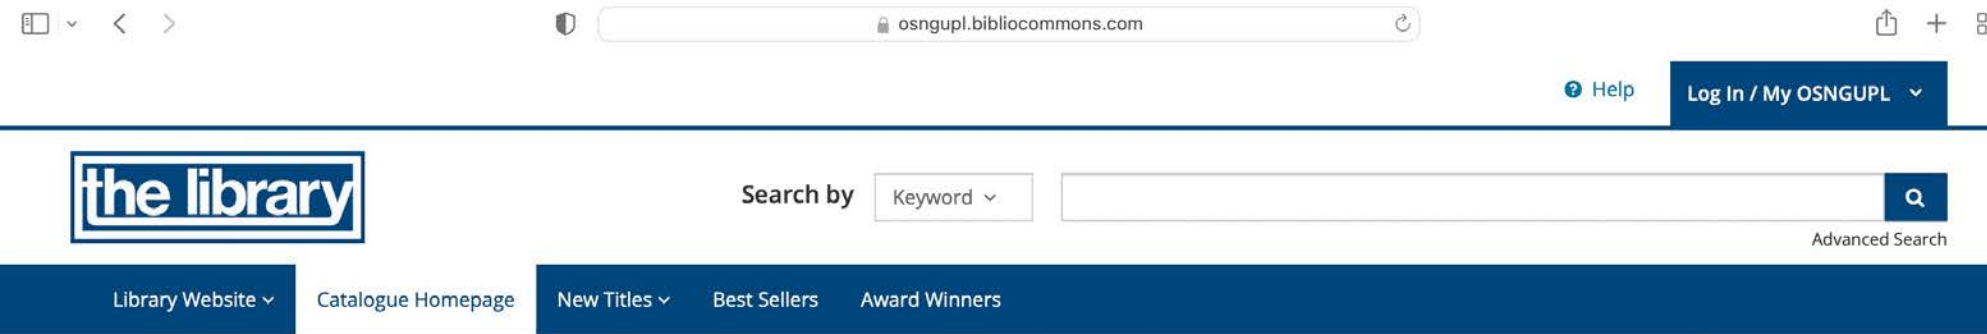 osngupl.bibliocommons.com
Help
Log In / My OSNGUPL
the library
Search by
Keyword
Advanced Search
Library Website
Catalogue Homepage
New Titles
Best Sellers
Award Winners